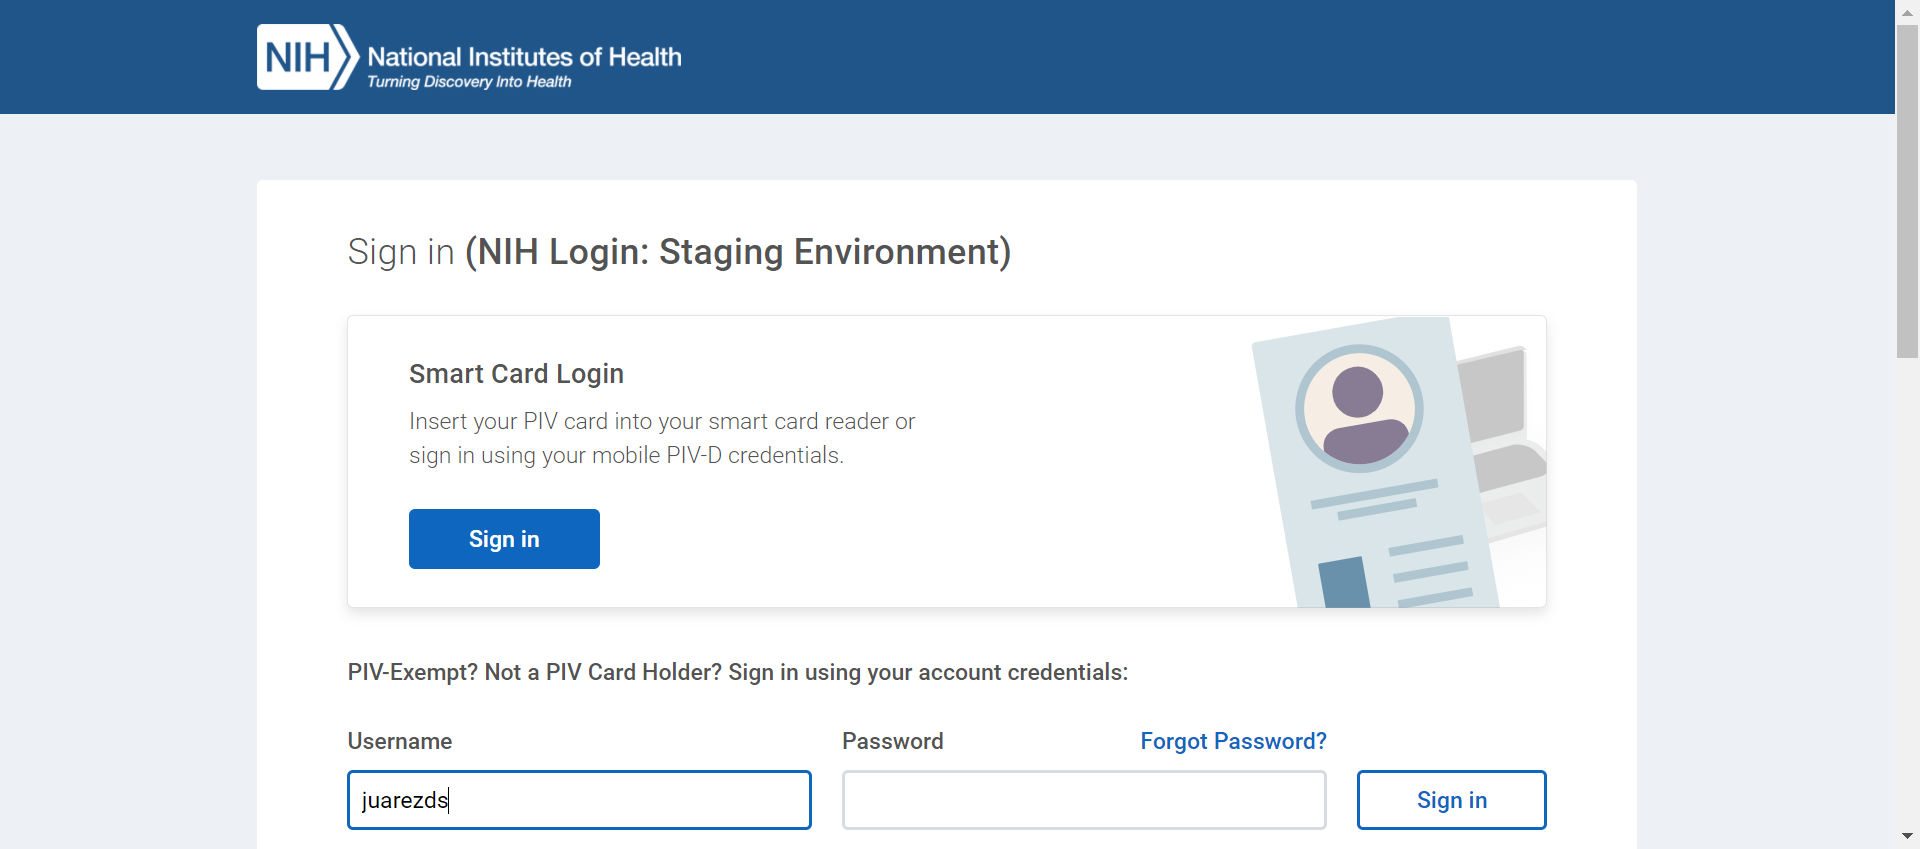 NIH
National Institutes of Health
Turning Discovery Into Health
Sign in (NIH Login: Staging Environment)
Smart Card Login
Insert your PIV card into your smart card reader or
sign in using your mobile PIV-D credentials.
Sign in
PIV-Exempt? Not a PIV Card Holder? Sign in using your account credentials:
Username
Password
Forgot Password?
juarezds
Sign in